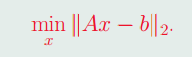 min ‖Ax − b‖₂.
x